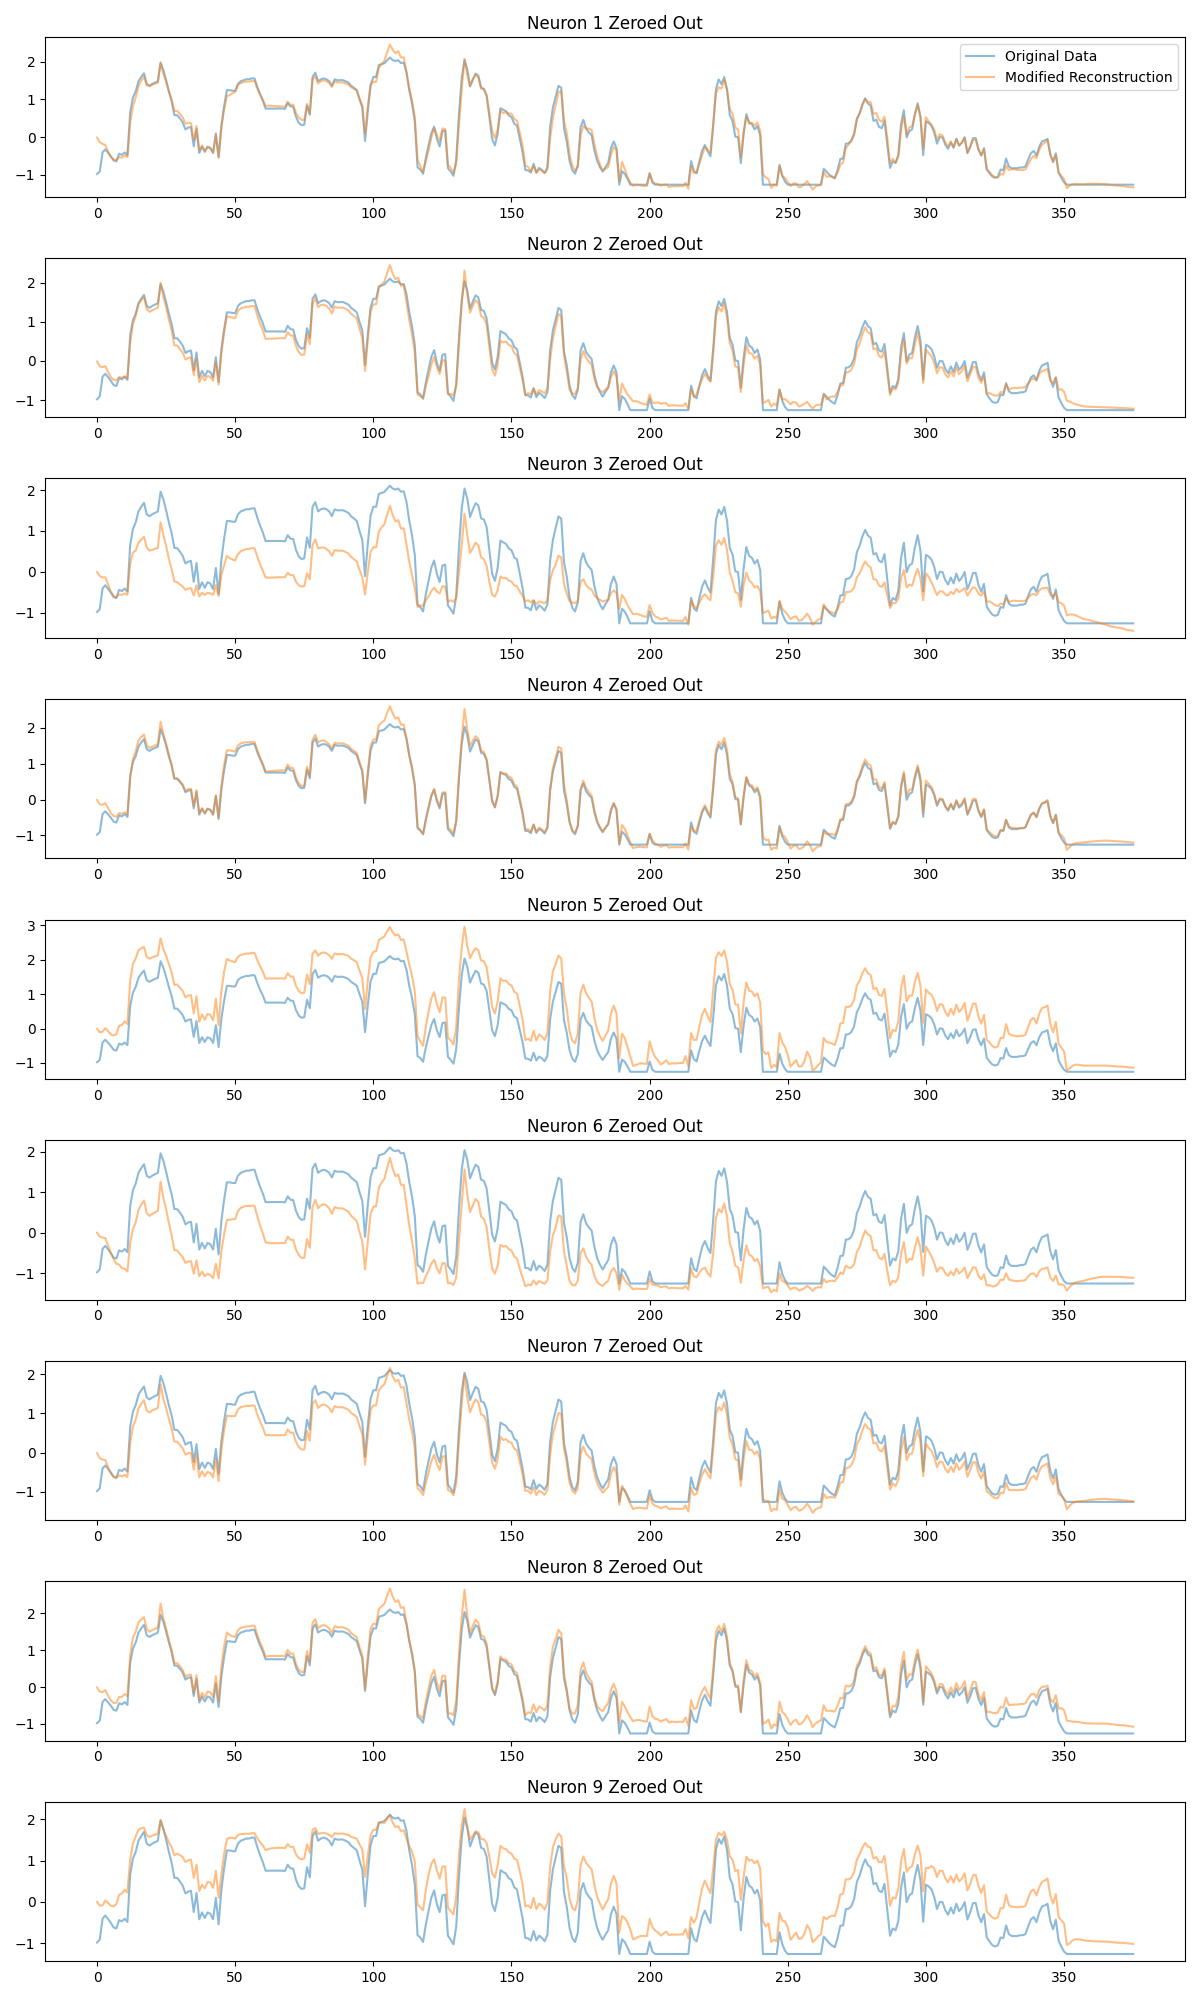 Neuron 1 Zeroed Out
Original Data
Modified Reconstruction
2
1
0
−1
0 50 100 150 200 250 300 350
Neuron 2 Zeroed Out
2
1
0
−1
0 50 100 150 200 250 300 350
Neuron 3 Zeroed Out
2
1
0
−1
0 50 100 150 200 250 300 350
Neuron 4 Zeroed Out
2
1
0
−1
0 50 100 150 200 250 300 350
Neuron 5 Zeroed Out
3
2
1
0
−1
0 50 100 150 200 250 300 350
Neuron 6 Zeroed Out
2
1
0
−1
0 50 100 150 200 250 300 350
Neuron 7 Zeroed Out
2
1
0
−1
0 50 100 150 200 250 300 350
Neuron 8 Zeroed Out
2
1
0
−1
0 50 100 150 200 250 300 350
Neuron 9 Zeroed Out
2
1
0
−1
0 50 100 150 200 250 300 350